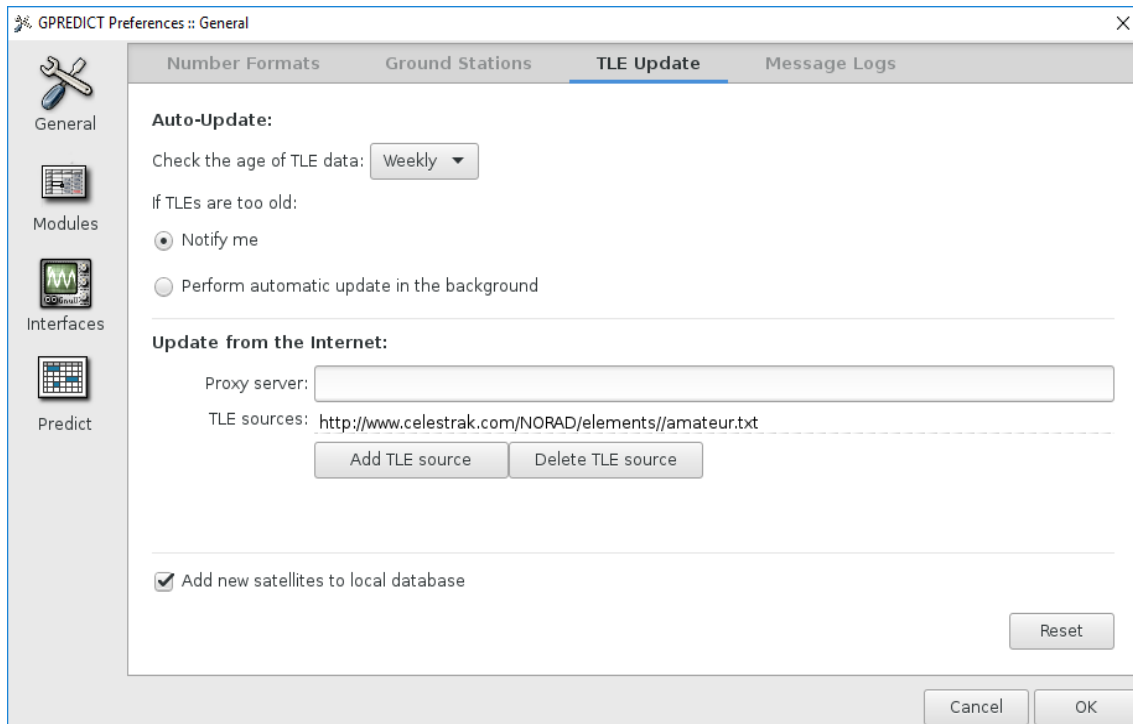 GPREDICT Preferences :: General
General
Modules
Interfaces
Predict
Number Formats Ground Stations TLE Update Message Logs
Auto-Update:
Check the age of TLE data: Weekly
If TLEs are too old:
Notify me
Perform automatic update in the background
Update from the Internet:
Proxy server:
TLE sources: http://www.celestrak.com/NORAD/elements//amateur.txt
Add TLE source Delete TLE source
Add new satellites to local database
Reset
Cancel OK